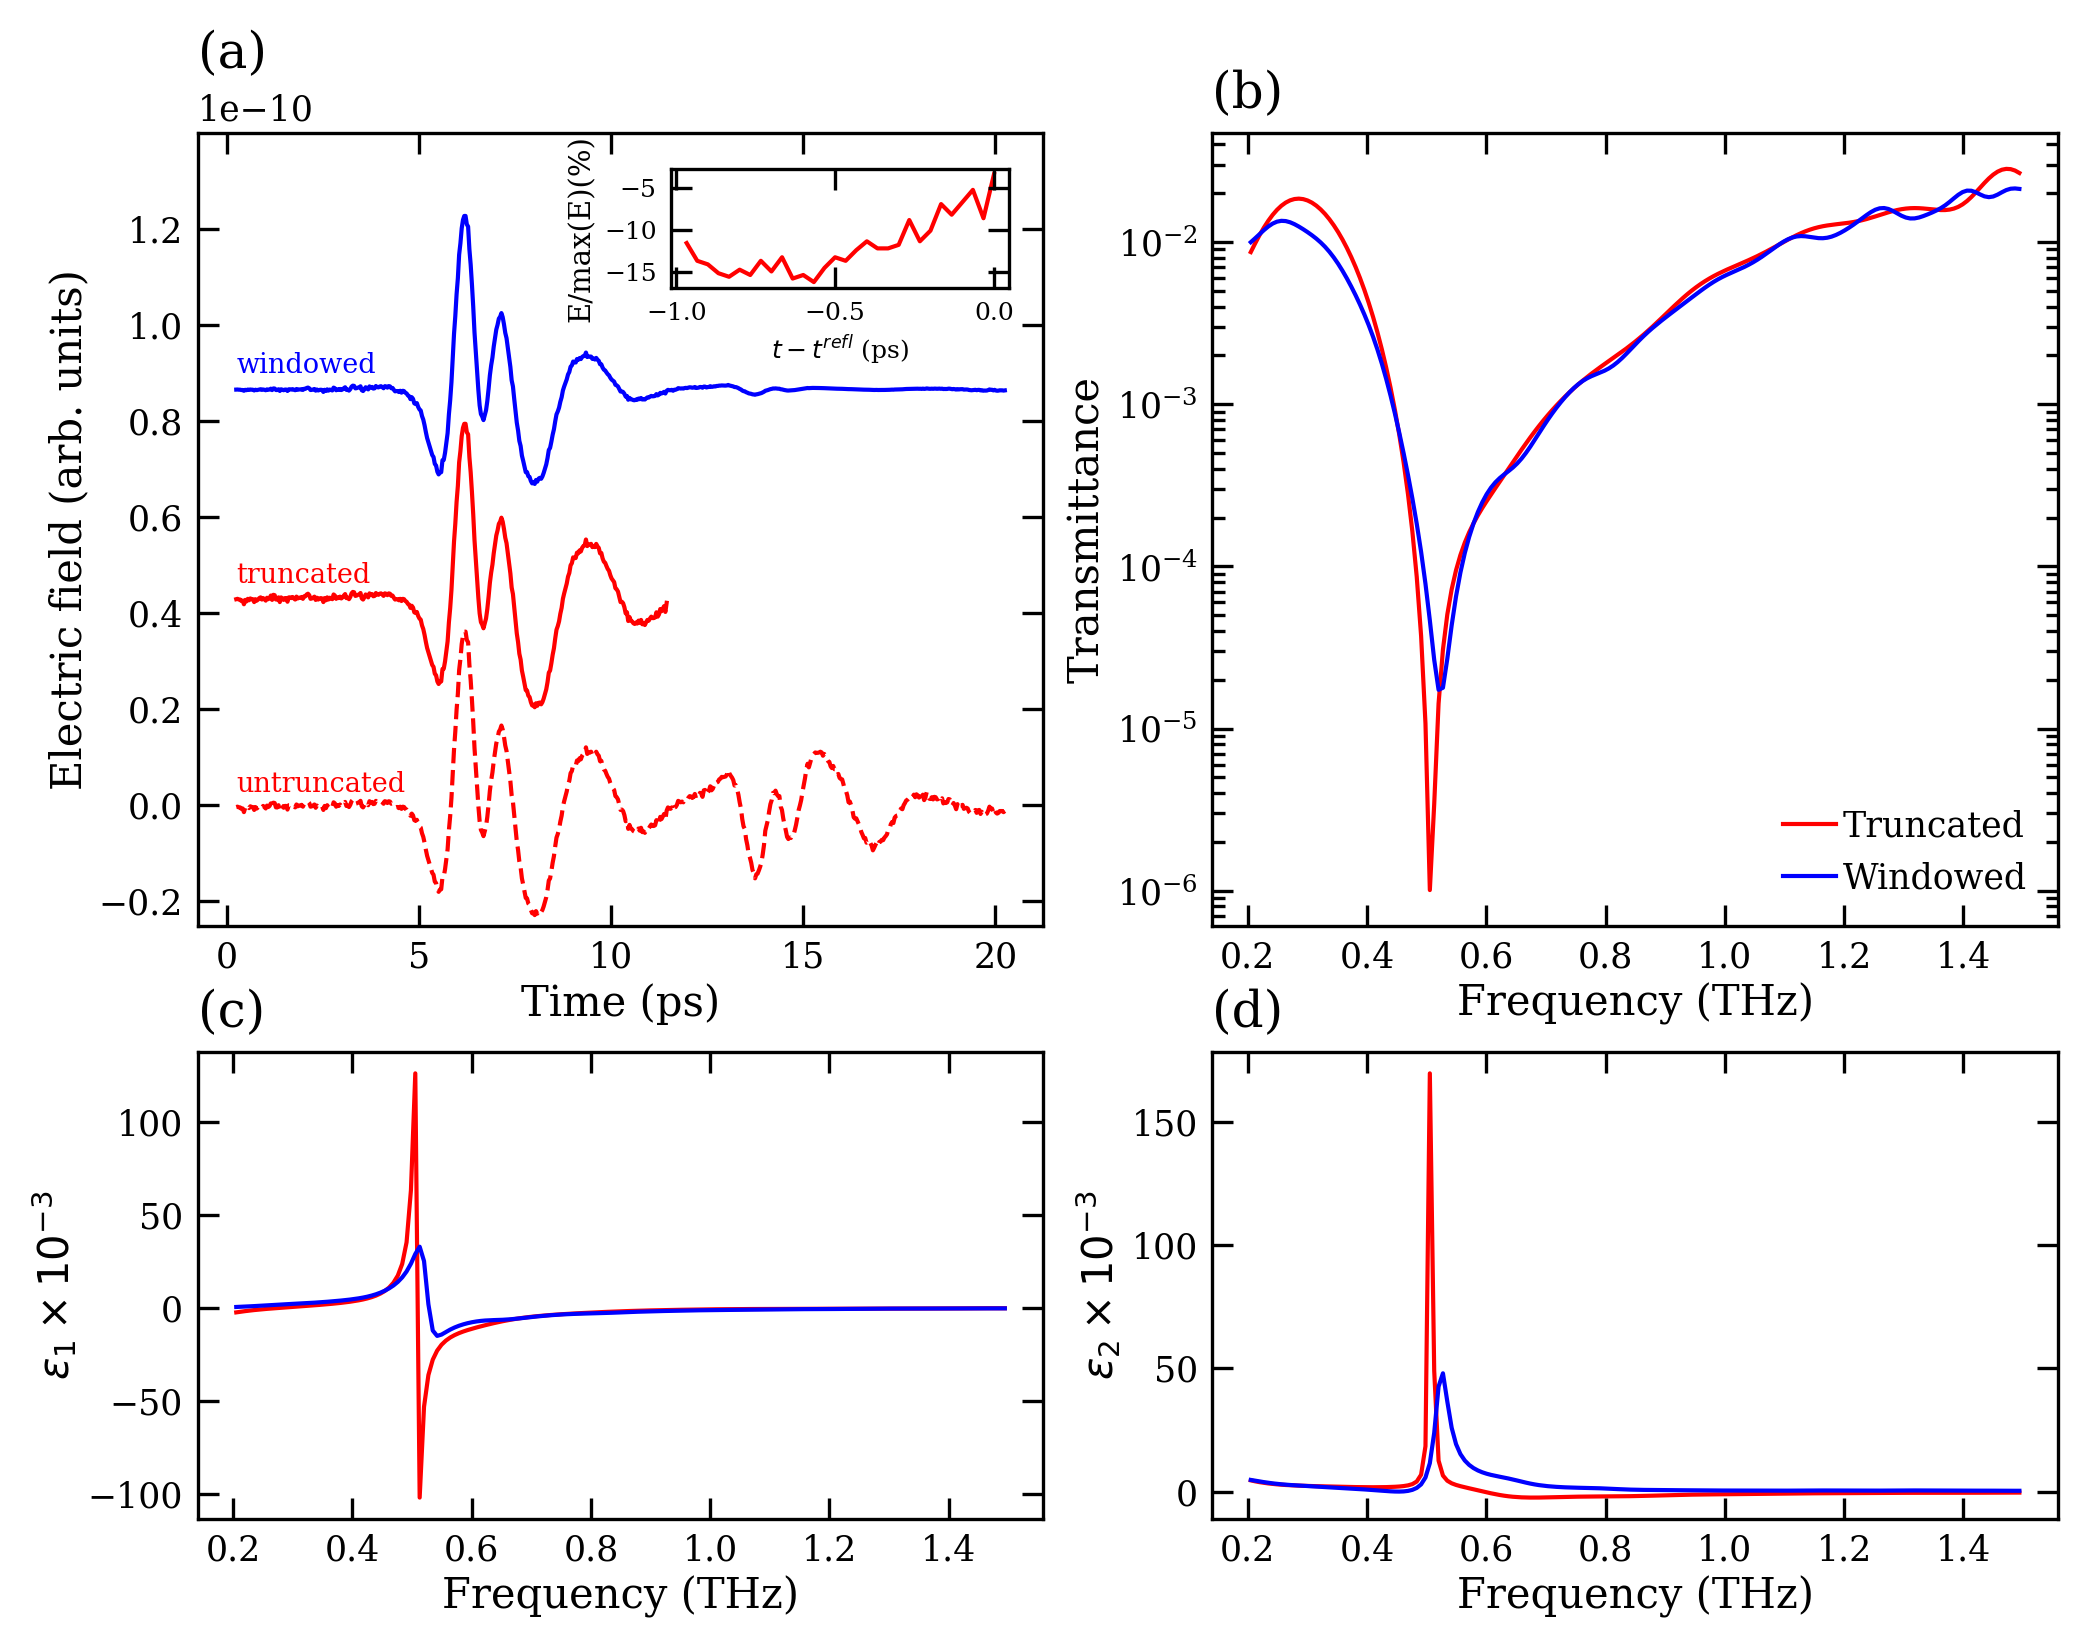 (a)
1e−10
1.2
1.0
0.8
0.6
0.4
0.2
0.0
−0.2
Electric field (arb. units)
windowed
truncated
untruncated
0 5 10 15 20
Time (ps)
E/max(E)(%)
−5
−10
−15
−1.0 −0.5 0.0
t − t^{refl} (ps)
(b)
Transmittance
10^{−2}
10^{−3}
10^{−4}
10^{−5}
10^{−6}
Truncated
Windowed
0.2 0.4 0.6 0.8 1.0 1.2 1.4
Frequency (THz)
(c)
ε₁ × 10^{−3}
100
50
0
−50
−100
0.2 0.4 0.6 0.8 1.0 1.2 1.4
Frequency (THz)
(d)
ε₂ × 10^{−3}
150
100
50
0
0.2 0.4 0.6 0.8 1.0 1.2 1.4
Frequency (THz)